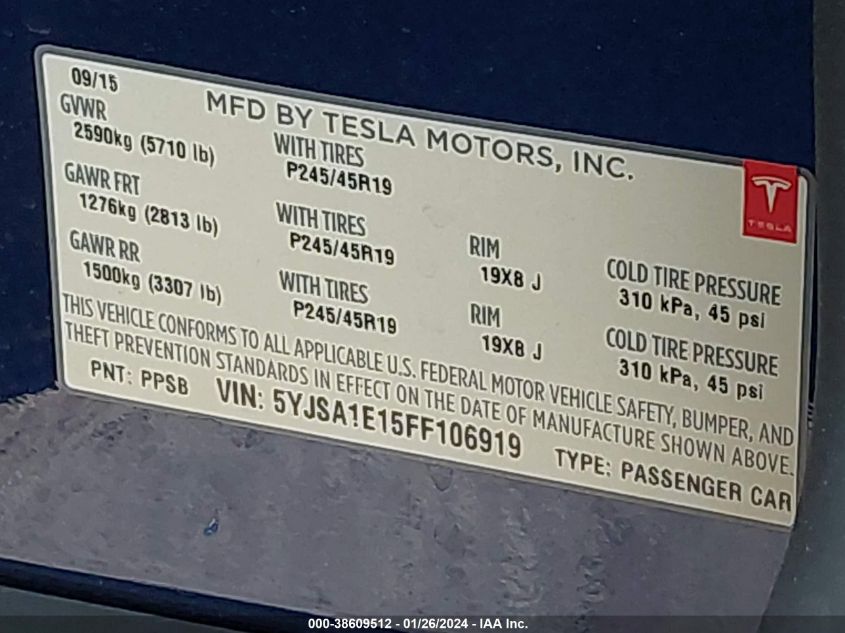 09/15
MFD BY TESLA MOTORS, INC.
GVWR
2590kg (5710 lb)
WITH TIRES
P245/45R19
TESLA
GAWR FRT
1276kg (2813 lb)
WITH TIRES
P245/45R19
RIM
19X8 J
COLD TIRE PRESSURE
310 kPa, 45 psi
GAWR RR
1500kg (3307 lb)
WITH TIRES
P245/45R19
RIM
19X8 J
COLD TIRE PRESSURE
310 kPa, 45 psi
THIS VEHICLE CONFORMS TO ALL APPLICABLE U.S. FEDERAL MOTOR VEHICLE SAFETY, BUMPER, AND
THEFT PREVENTION STANDARDS IN EFFECT ON THE DATE OF MANUFACTURE SHOWN ABOVE.
PNT: PPSB VIN: 5YJSA1E15FF106919 TYPE: PASSENGER CAR
000-38609512 - 01/26/2024 - IAA Inc.